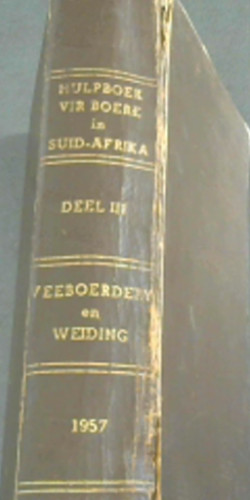 HULPBOEK
VIR BOERE
in
SUID-AFRIKA
DEEL III
VEEBOERDERY
en
WEIDING
1957